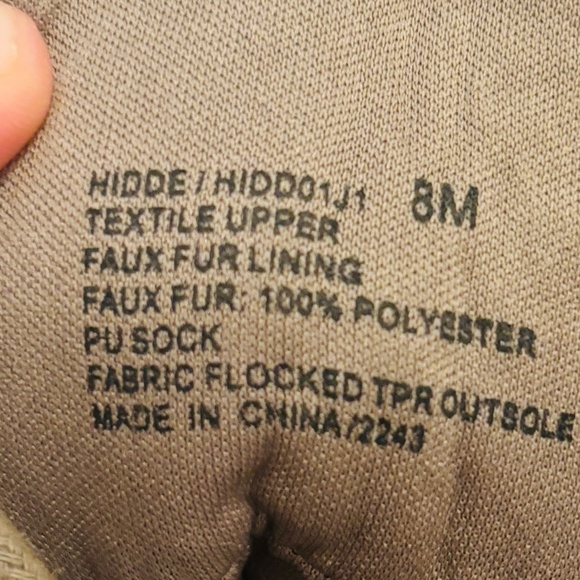 HIDDE / HIDD01J1 8M
TEXTILE UPPER
FAUX FUR LINING
FAUX FUR: 100% POLYESTER
PU SOCK
FABRIC FLOCKED TPR OUTSOLE
MADE IN CHINA/2243